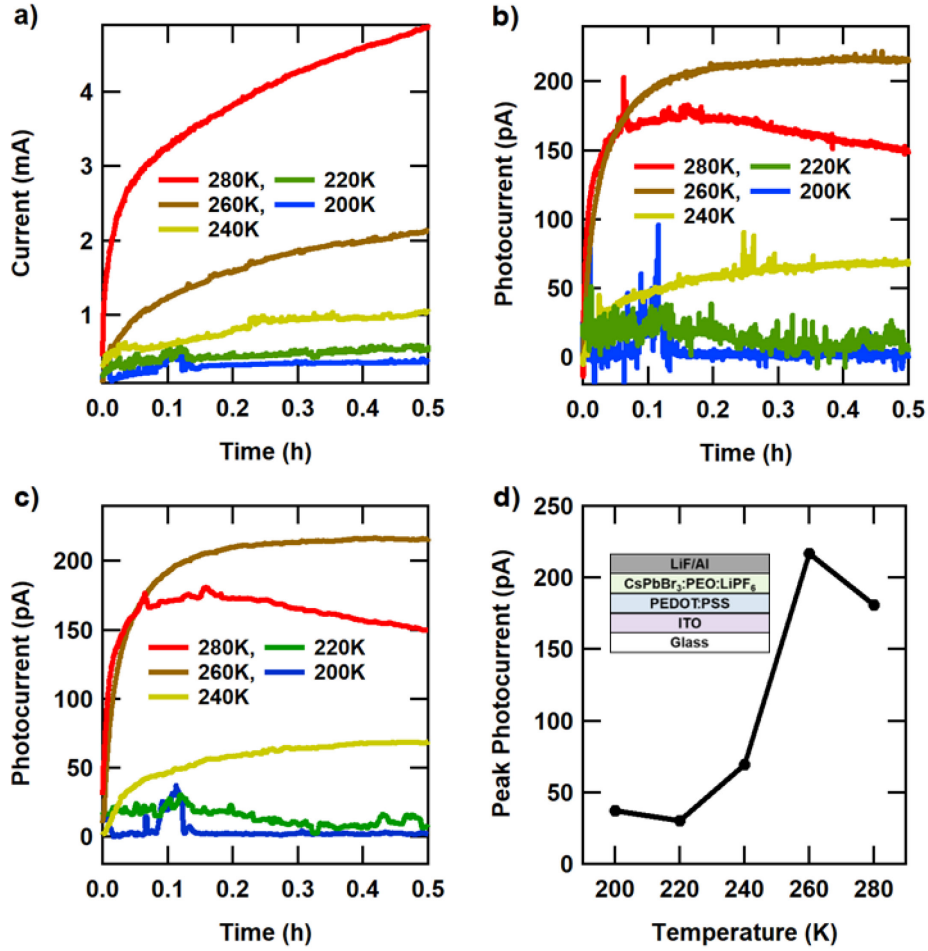 a)
Current (mA)
4
3
2
1
280K, 220K
260K, 200K
240K
0.0 0.1 0.2 0.3 0.4 0.5
Time (h)
b)
Photocurrent (pA)
200
150
100
50
0
280K, 220K
260K, 200K
240K
0.0 0.1 0.2 0.3 0.4 0.5
Time (h)
c)
Photocurrent (pA)
200
150
100
50
0
280K, 220K
260K, 200K
240K
0.0 0.1 0.2 0.3 0.4 0.5
Time (h)
d)
Peak Photocurrent (pA)
250
200
150
100
50
0
LiF/Al
CsPbBr₃:PEO:LiPF₆
PEDOT:PSS
ITO
Glass
200 220 240 260 280
Temperature (K)